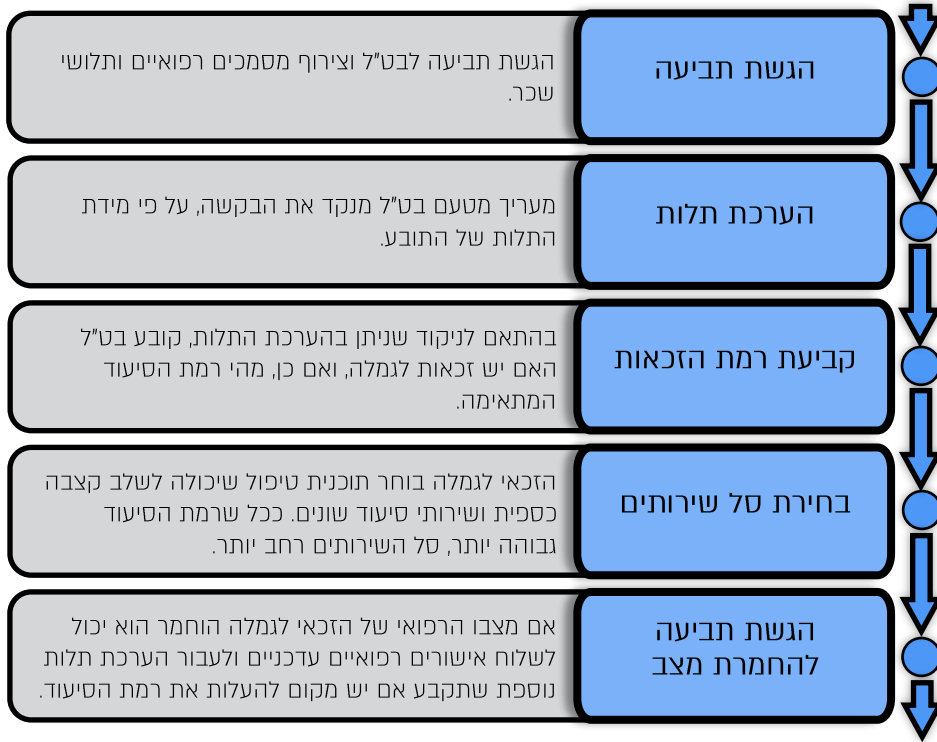 הגשת תביעה
הגשת תביעה לבט"ל וצירוף מסמכים רפואיים ותלושי
שכר.
הערכת תלות
מעריך מטעם בט"ל מנקד את הבקשה, על פי מידת
התלות של התובע.
קביעת רמת הזכאות
בהתאם לניקוד שניתן בהערכת התלות, קובע בט"ל
האם יש זכאות לגמלה, ואם כן, מהי רמת הסיעוד
המתאימה.
בחירת סל שירותים
הזכאי לגמלה בוחר תוכנית טיפול שיכולה לשלב קצבה
כספית ושירותי סיעוד שונים. ככל שרמת הסיעוד
גבוהה יותר, סל השירותים רחב יותר.
הגשת תביעה
להחמרת מצב
אם מצבו הרפואי של הזכאי לגמלה הוחמר הוא יכול
לשלוח אישורים רפואיים עדכניים ולעבור הערכת תלות
נוספת שתקבע אם יש מקום להעלות את רמת הסיעוד.